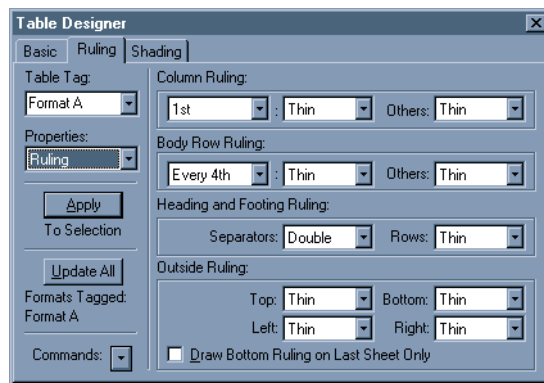 Table Designer
Basic Ruling Shading
Table Tag:
Format A
Properties:
Ruling
Apply
To Selection
Update All
Formats Tagged:
Format A
Commands:
Column Ruling:
1st : Thin Others: Thin
Body Row Ruling:
Every 4th : Thin Others: Thin
Heading and Footing Ruling:
Separators: Double Rows: Thin
Outside Ruling:
Top: Thin Bottom: Thin
Left: Thin Right: Thin
Draw Bottom Ruling on Last Sheet Only